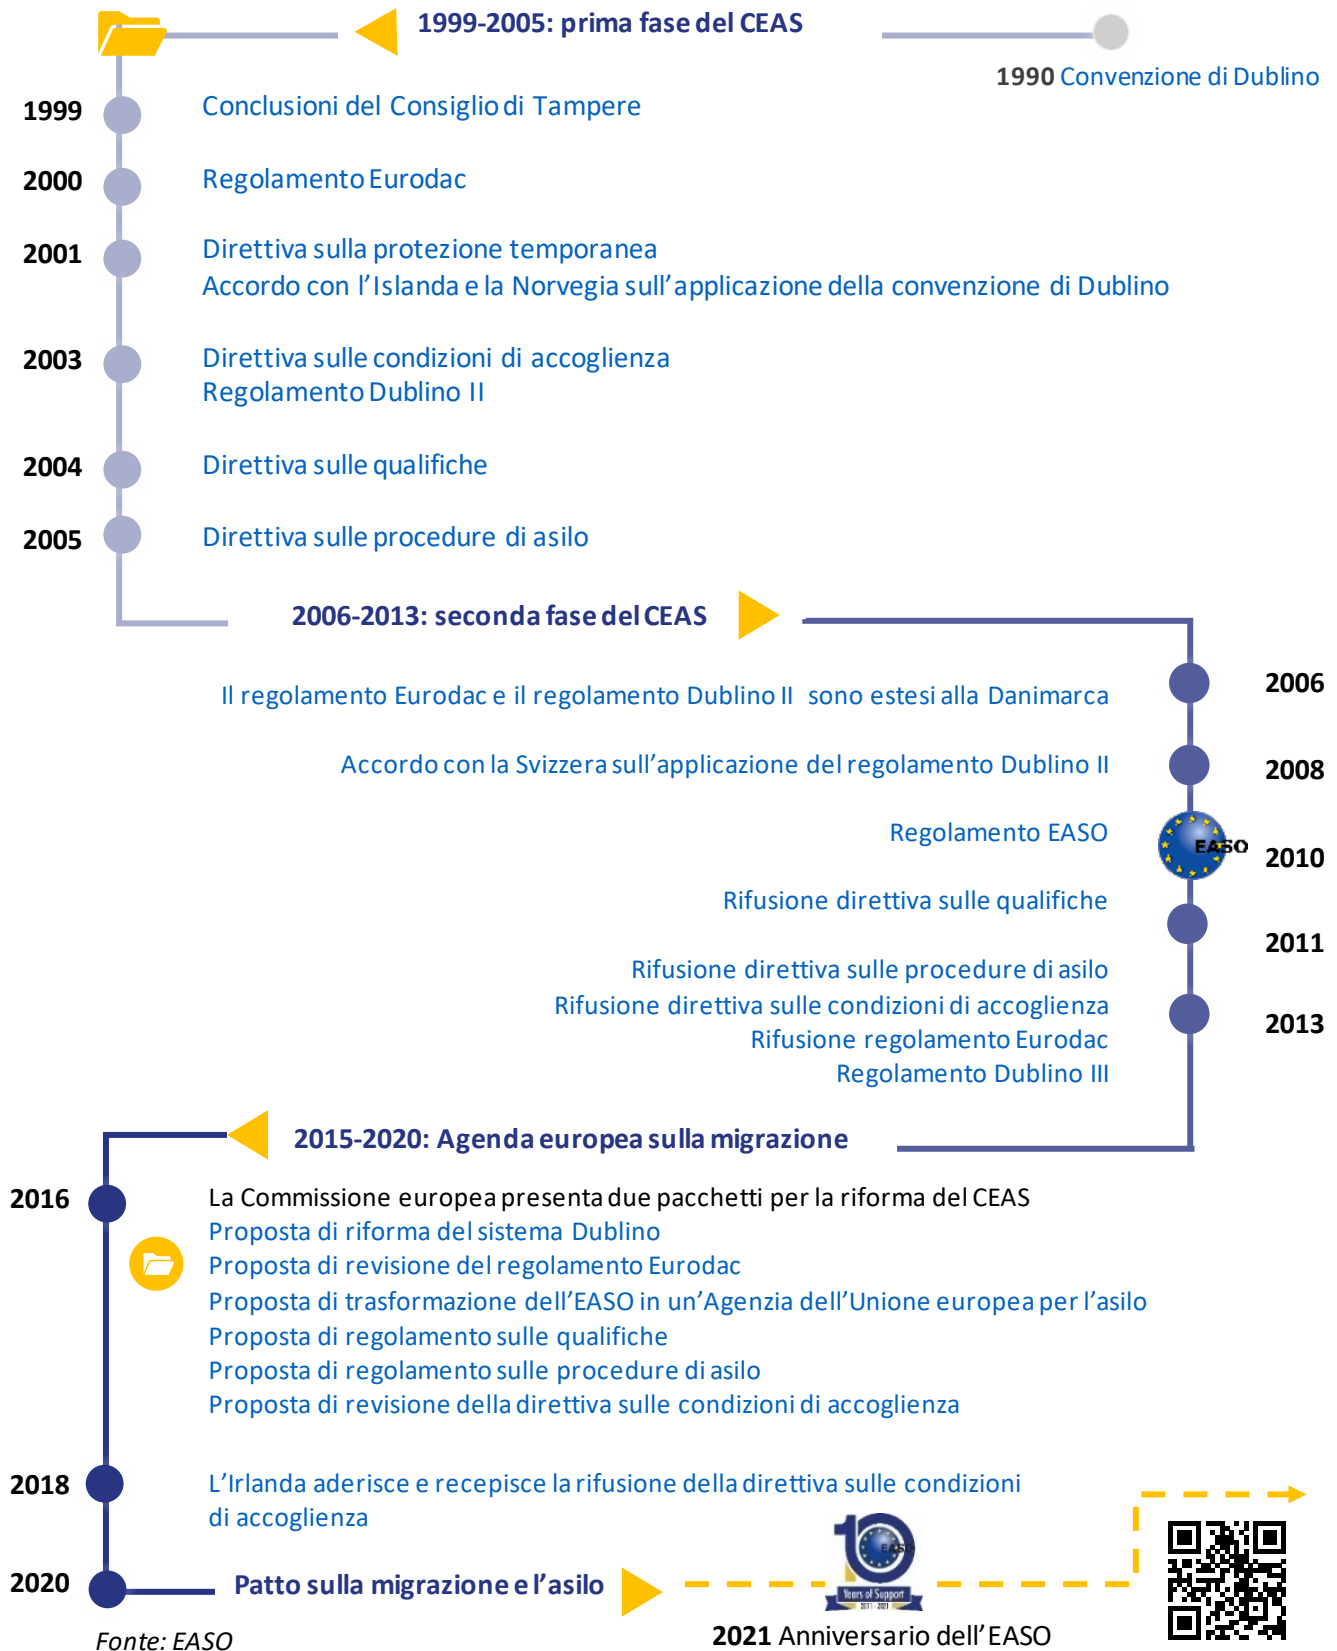 1999-2005: prima fase del CEAS
1990 Convenzione di Dublino
1999 Conclusioni del Consiglio di Tampere
2000 Regolamento Eurodac
2001 Direttiva sulla protezione temporanea
Accordo con l'Islanda e la Norvegia sull'applicazione della convenzione di Dublino
2003 Direttiva sulle condizioni di accoglienza
Regolamento Dublino II
2004 Direttiva sulle qualifiche
2005 Direttiva sulle procedure di asilo
2006-2013: seconda fase del CEAS
Il regolamento Eurodac e il regolamento Dublino II sono estesi alla Danimarca 2006
Accordo con la Svizzera sull'applicazione del regolamento Dublino II 2008
Regolamento EASO EASO 2010
Rifusione direttiva sulle qualifiche 2011
Rifusione direttiva sulle procedure di asilo
Rifusione direttiva sulle condizioni di accoglienza 2013
Rifusione regolamento Eurodac
Regolamento Dublino III
2015-2020: Agenda europea sulla migrazione
2016 La Commissione europea presenta due pacchetti per la riforma del CEAS
Proposta di riforma del sistema Dublino
Proposta di revisione del regolamento Eurodac
Proposta di trasformazione dell'EASO in un'Agenzia dell'Unione europea per l'asilo
Proposta di regolamento sulle qualifiche
Proposta di regolamento sulle procedure di asilo
Proposta di revisione della direttiva sulle condizioni di accoglienza
2018 L'Irlanda aderisce e recepisce la rifusione della direttiva sulle condizioni
di accoglienza
10 EASO
Years of Support
2011 - 2021
2020 Patto sulla migrazione e l'asilo
2021 Anniversario dell'EASO
Fonte: EASO